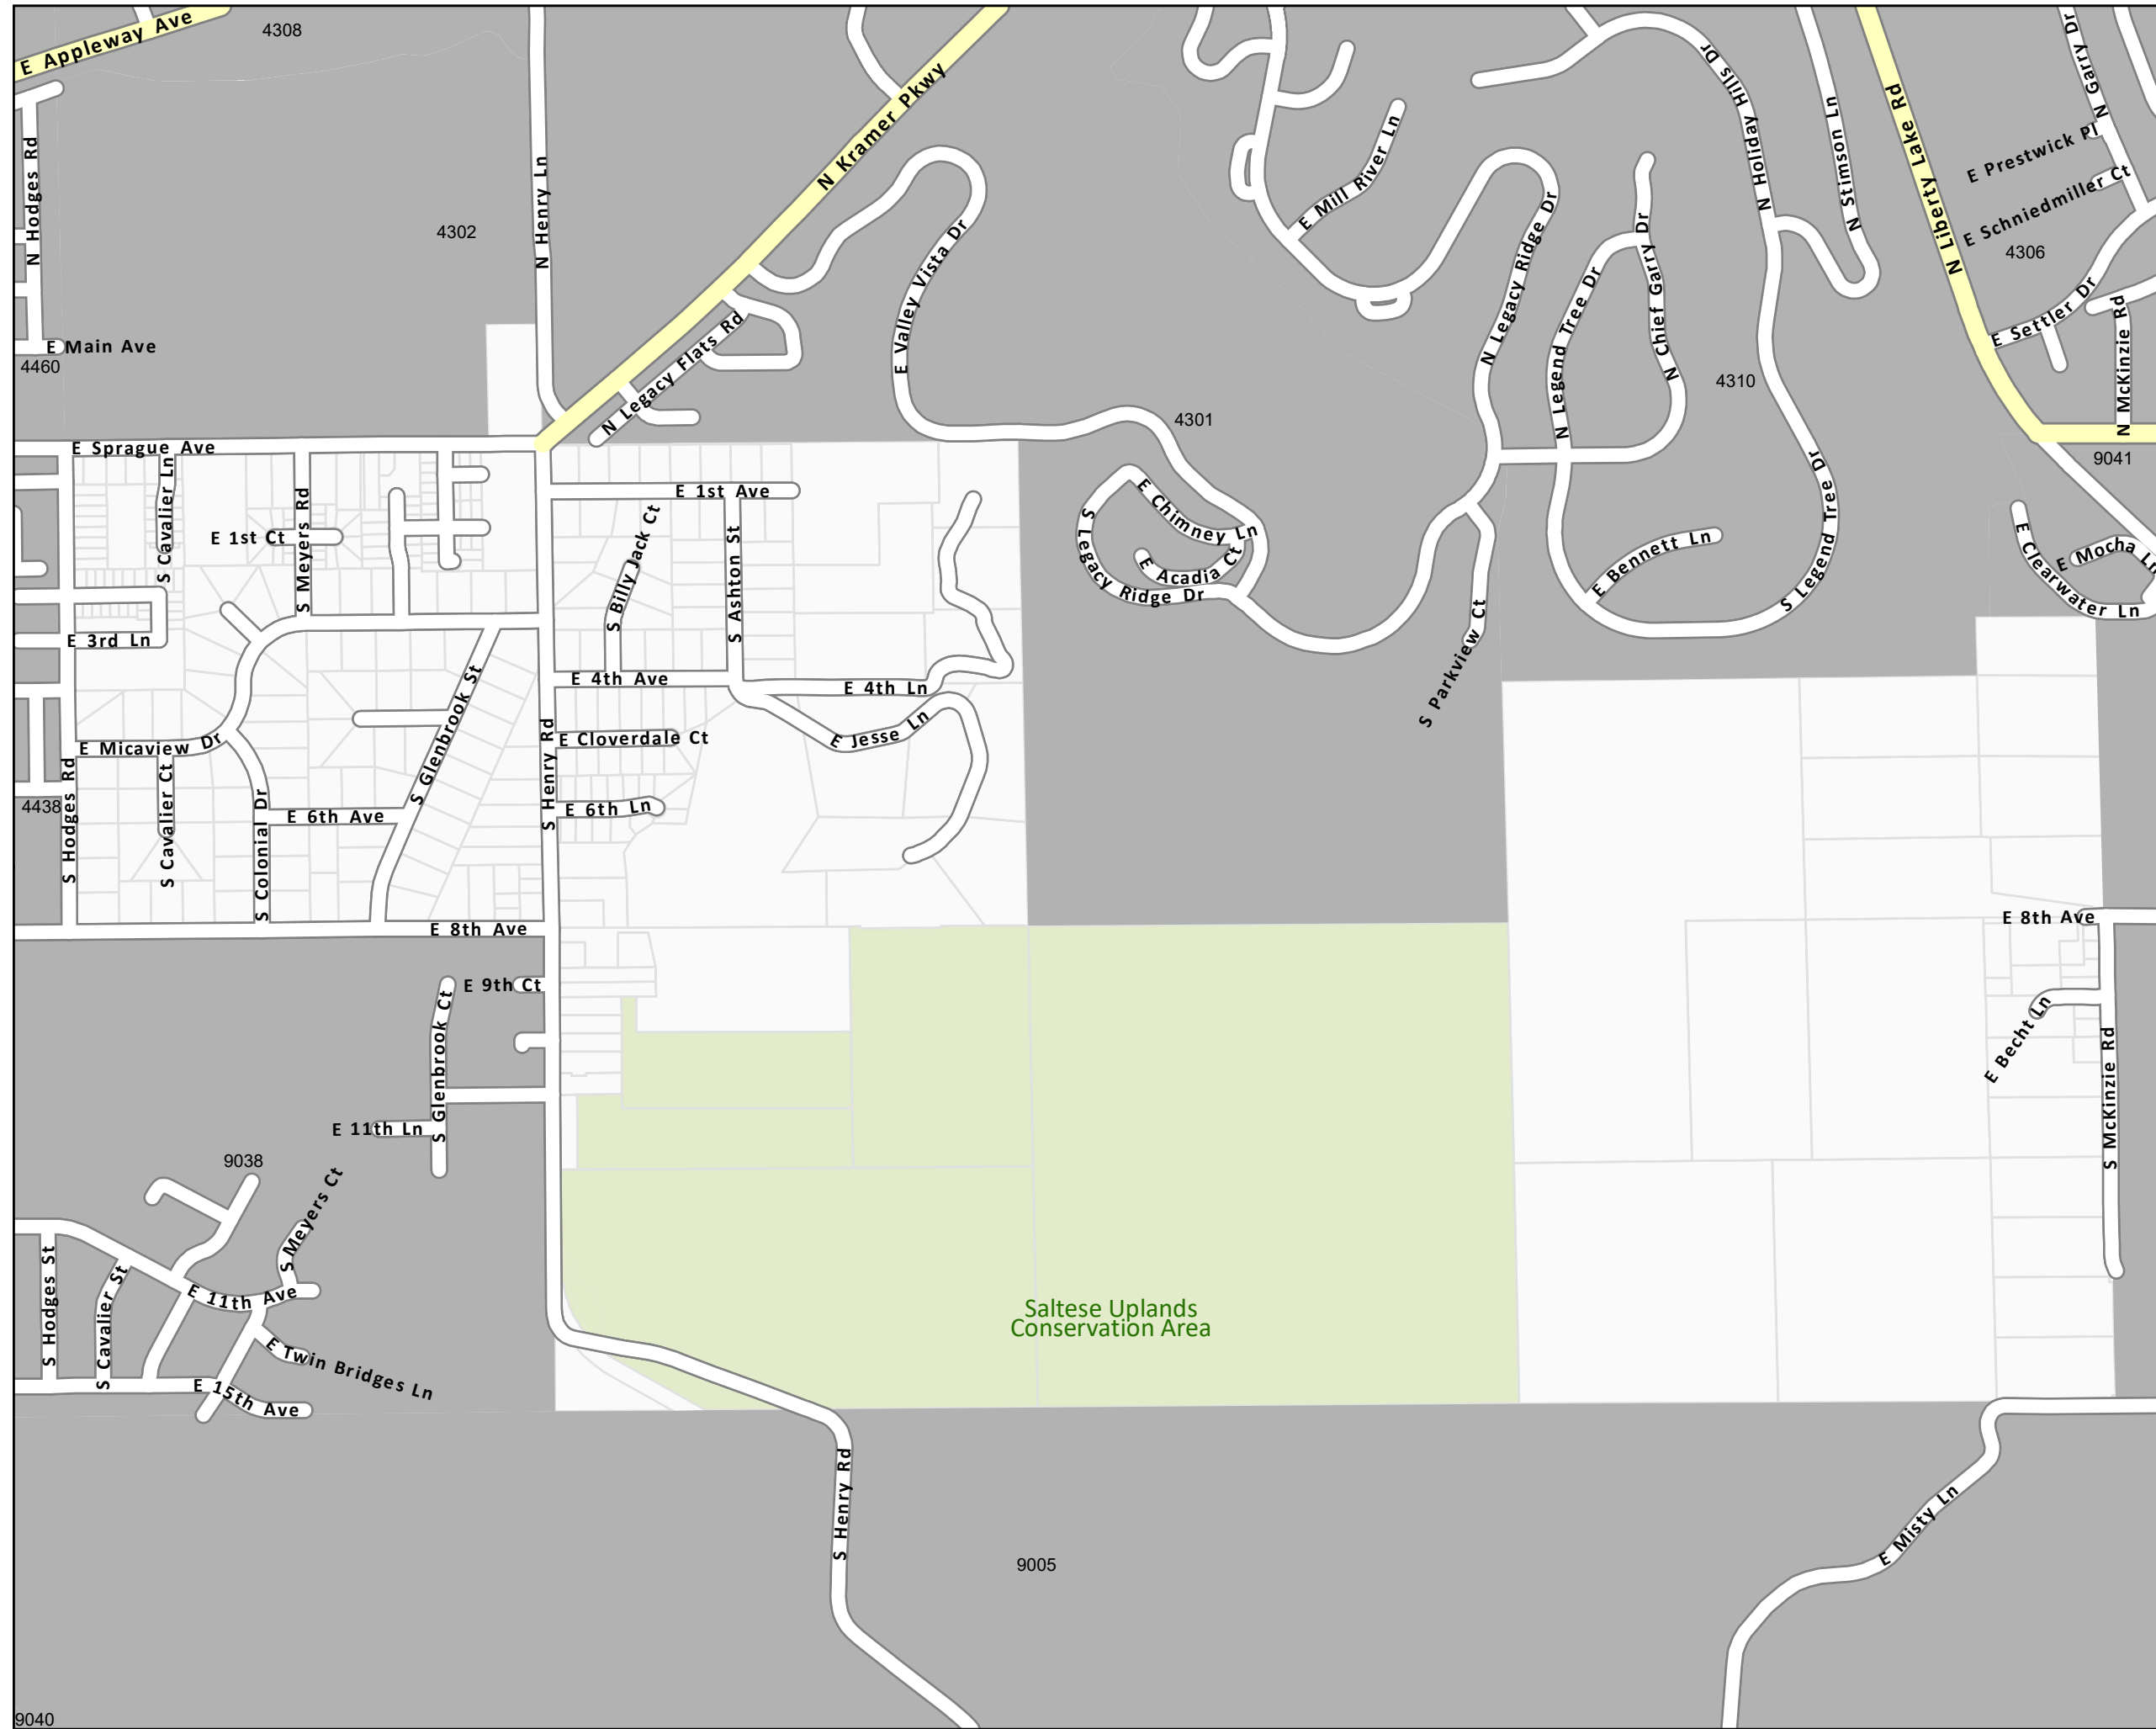 E Appleway Ave
4308
N Garry Dr
N Kramer Pkwy
N Holiday Hills Dr
N Stimson Ln
N Liberty Lake Rd
E Mill River Ln
E Prestwick Pl
E Schniedmiller Ct
N Hodges Rd
N Henry Ln
4302
4306
E Valley Vista Dr
N Legacy Ridge Dr
N Legend Tree Dr
N Chief Garry Dr
E Settler Dr
N McKinzie Rd
E Main Ave
4460
N Legacy Flats Rd
4310
4301
E Sprague Ave
9041
S Cavalier Ln
S Meyers Rd
E 1st Ave
E 1st Ct
S Billy Jack Ct
S Ashton St
E Chimney Ln
E Acadia Ct
S Legacy Ridge Dr
S Parkview Ct
E Bennett Ln
S Legend Tree Dr
E Clearwater Ln
E Mocha Ln
E 3rd Ln
E 4th Ave
E 4th Ln
E Jesse Ln
E Micaview Dr
S Glenbrook St
S Henry Rd
E Cloverdale Ct
E 6th Ln
4438
S Hodges Rd
S Cavalier Ct
S Colonial Dr
E 6th Ave
E 8th Ave
E 8th Ave
E 9th Ct
S Glenbrook Ct
E Becht Ln
S McKinzie Rd
E 11th Ln
9038
S Meyers Ct
S Hodges St
S Cavalier St
E 11th Ave
E Twin Bridges Ln
E 15th Ave
Saltese Uplands
Conservation Area
S Henry Rd
E Misty Ln
9005
9040